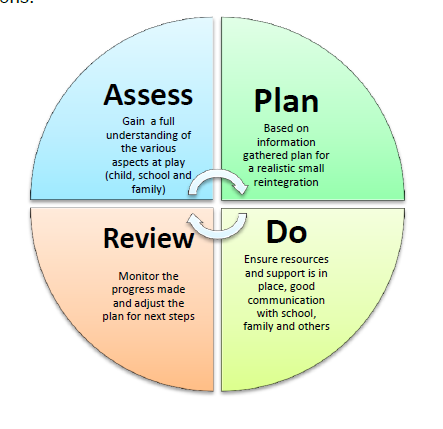 ons:
Assess
Gain a full
understanding of
the various
aspects at play
(child, school and
family)
Plan
Based on
information
gathered plan for
a realistic small
reintegration
Review
Monitor the
progress made
and adjust the
plan for next steps
Do
Ensure resources
and support is in
place, good
communication
with school,
family and others